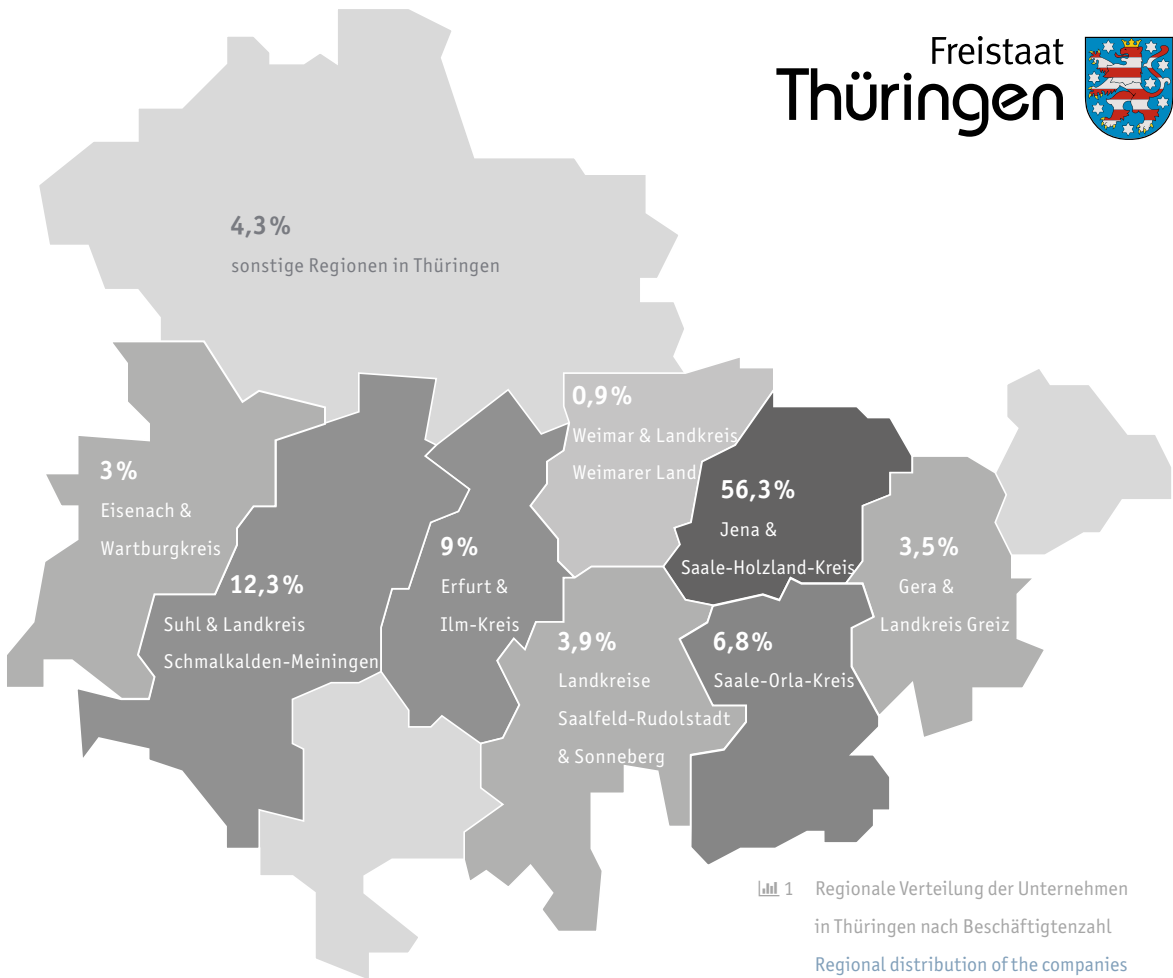 Freistaat
Thüringen
4,3 %
sonstige Regionen in Thüringen
0,9 %
Weimar & Landkreis
Weimarer Land
3 %
Eisenach &
Wartburgkreis
56,3 %
Jena &
Saale-Holzland-Kreis
9 %
Erfurt &
Ilm-Kreis
3,5 %
Gera &
Landkreis Greiz
12,3 %
Suhl & Landkreis
Schmalkalden-Meiningen
3,9 %
Landkreise
Saalfeld-Rudolstadt
& Sonneberg
6,8 %
Saale-Orla-Kreis
1 Regionale Verteilung der Unternehmen
in Thüringen nach Beschäftigtenzahl
Regional distribution of the companies